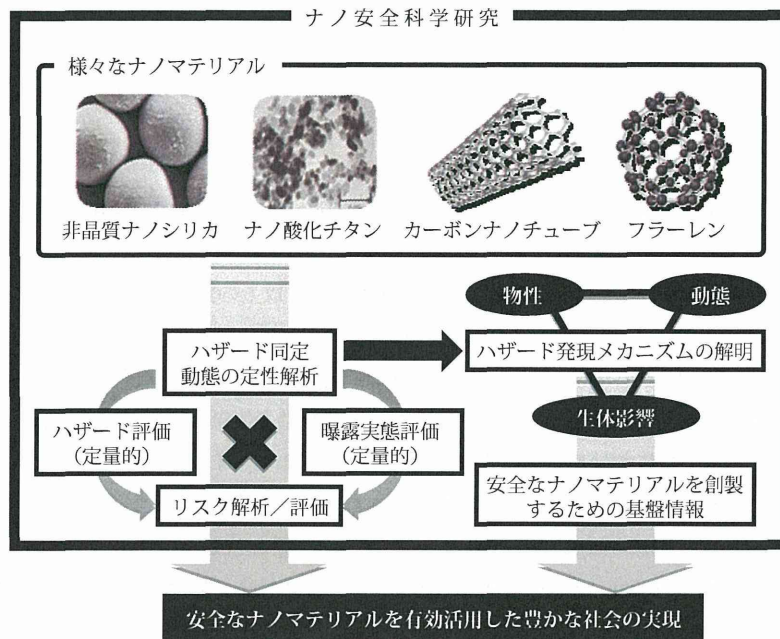 ナノ安全科学研究
様々なナノマテリアル
非晶質ナノシリカ
ナノ酸化チタン
カーボンナノチューブ
フラーレン
物性
動態
ハザード同定
動態の定性解析
ハザード発現メカニズムの解明
生体影響
ハザード評価
(定量的)
曝露実態評価
(定量的)
リスク解析／評価
安全なナノマテリアルを創製
するための基盤情報
安全なナノマテリアルを有効活用した豊かな社会の実現